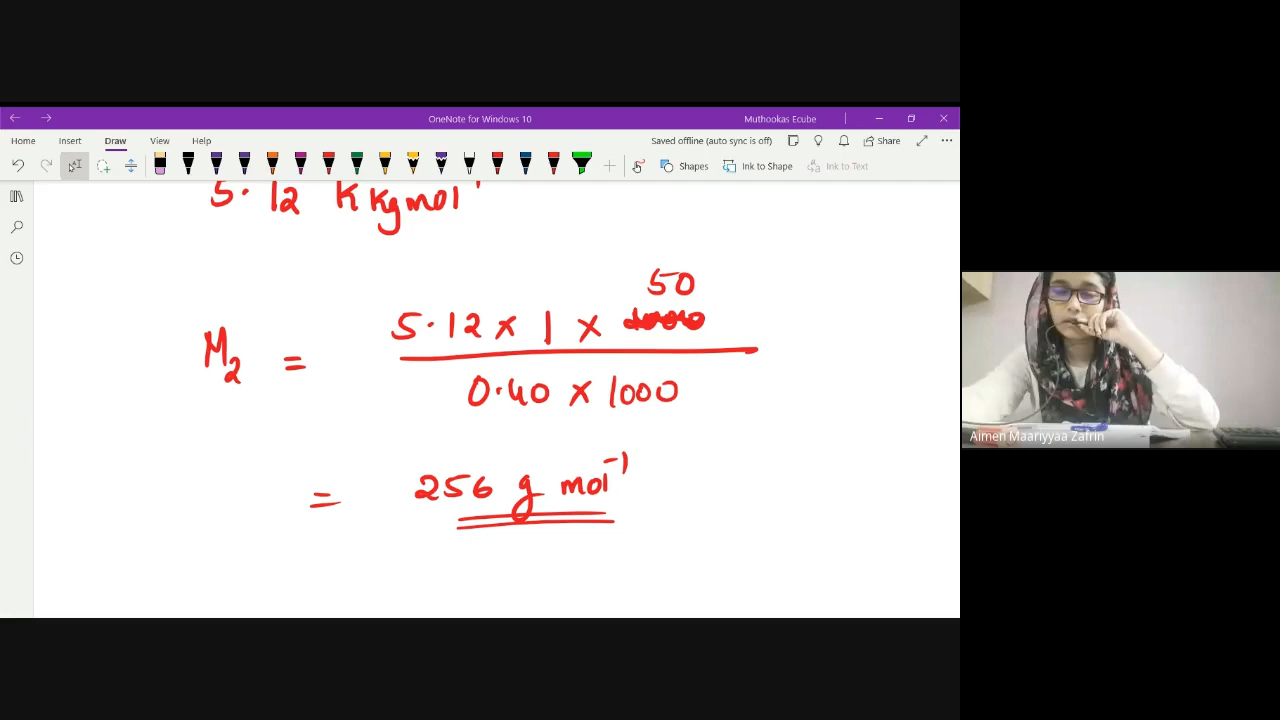 OneNote for Windows 10
Muthookas Ecube
Home Insert Draw View Help
Saved offline (auto sync is off)
Share
Shapes
Ink to Shape
Ink to Text
5.12 K Kg mol⁻¹
50
M₂ = 5.12 × 1 ×
0.40 × 1000
= 256 g mol⁻¹
Aimen Maariyyaa Zafrin